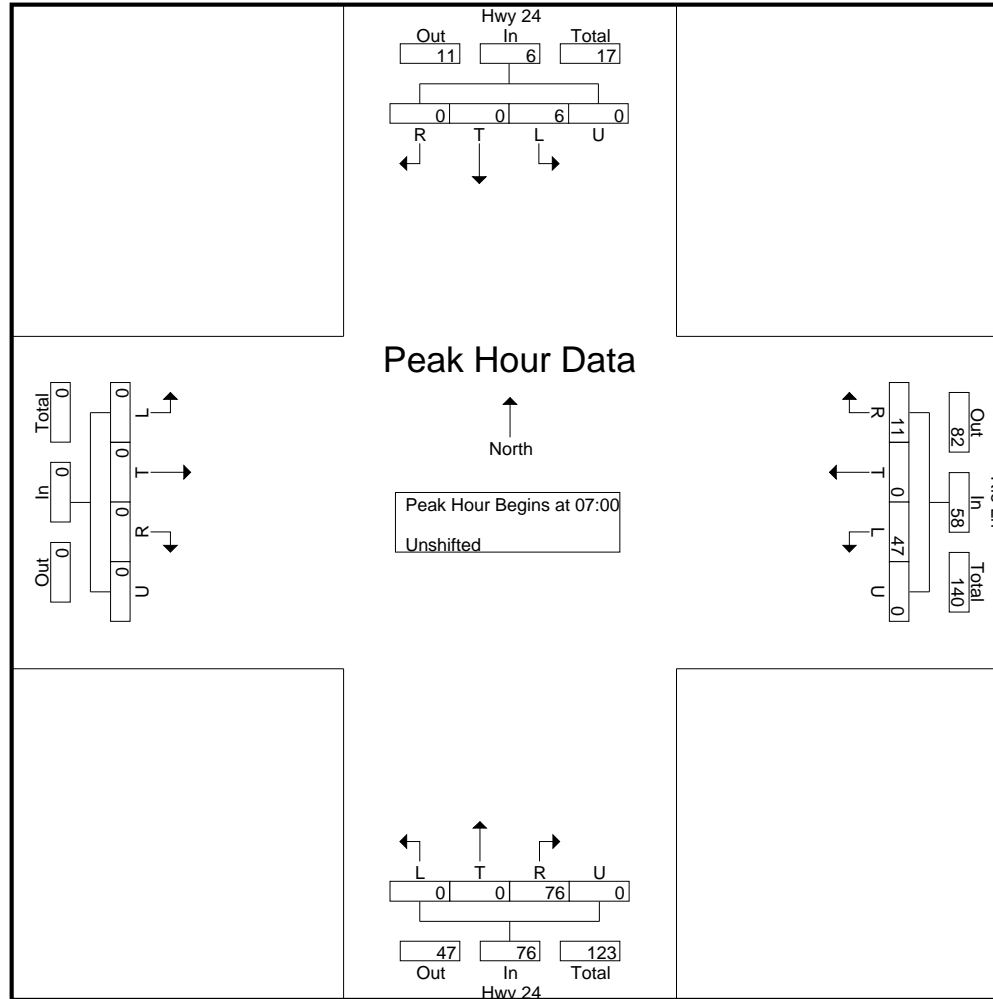 Hwy 24
Out In Total
11 6 17
0 0 6 0
R T L U
Peak Hour Data
North
Peak Hour Begins at 07:00
Unshifted
Total In Out
0 0 0
0 0 0 0
L T R U
R T L U
11 0 47 0
Out In Total
82 58 140
L T R U
0 0 76 0
47 76 123
Out In Total
Hwy 24